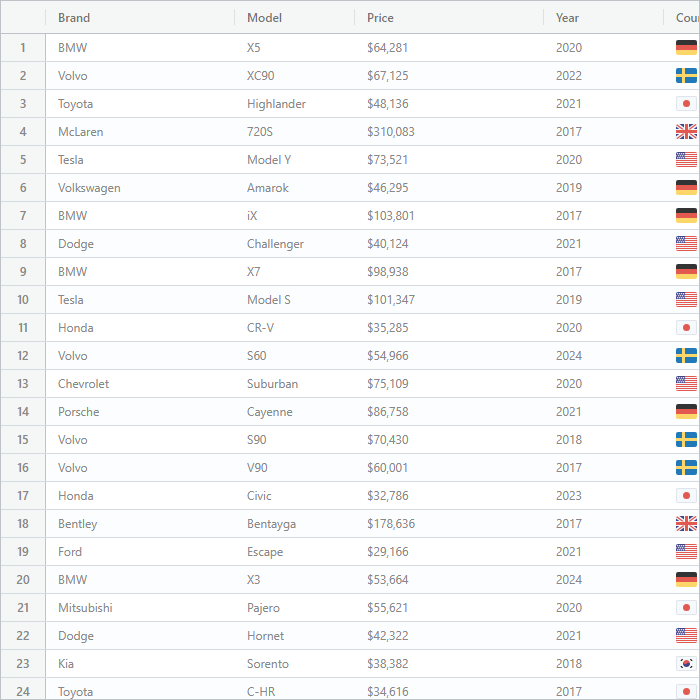 Brand Model Price Year Cou
1 BMW X5 $64,281 2020
2 Volvo XC90 $67,125 2022
3 Toyota Highlander $48,136 2021
4 McLaren 720S $310,083 2017
5 Tesla Model Y $73,521 2020
6 Volkswagen Amarok $46,295 2019
7 BMW iX $103,801 2017
8 Dodge Challenger $40,124 2021
9 BMW X7 $98,938 2017
10 Tesla Model S $101,347 2019
11 Honda CR-V $35,285 2020
12 Volvo S60 $54,966 2024
13 Chevrolet Suburban $75,109 2020
14 Porsche Cayenne $86,758 2021
15 Volvo S90 $70,430 2018
16 Volvo V90 $60,001 2017
17 Honda Civic $32,786 2023
18 Bentley Bentayga $178,636 2017
19 Ford Escape $29,166 2021
20 BMW X3 $53,664 2024
21 Mitsubishi Pajero $55,621 2020
22 Dodge Hornet $42,322 2021
23 Kia Sorento $38,382 2018
24 Toyota C-HR $34,616 2017